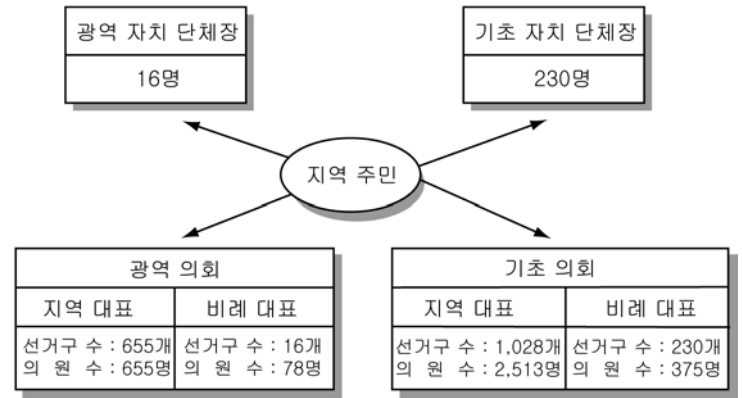 광역 자치 단체장
16명
기초 자치 단체장
230명
지역 주민
광역 의회
지역 대표
비례 대표
선거구 수 : 655개
의 원 수 : 655명
선거구 수 : 16개
의 원 수 : 78명
기초 의회
지역 대표
비례 대표
선거구 수 : 1,028개
의 원 수 : 2,513명
선거구 수 : 230개
의 원 수 : 375명